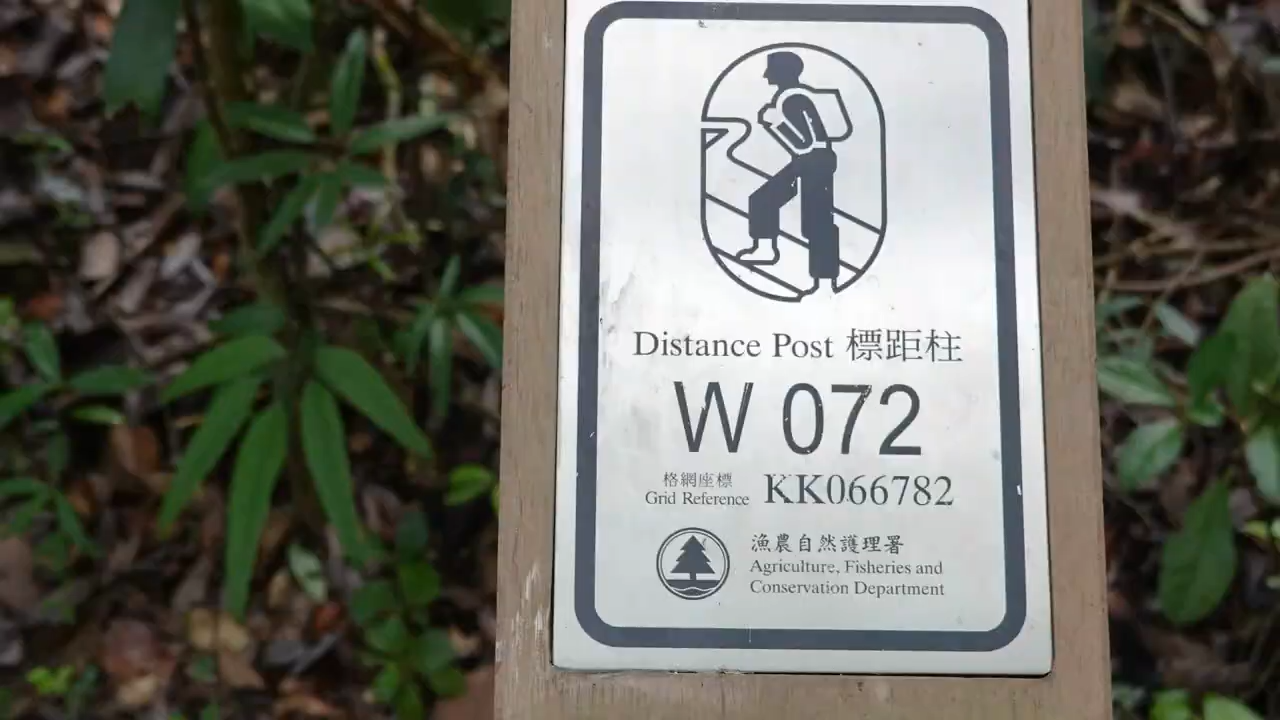 Distance Post 標距柱
W 072
格網座標
Grid Reference KK066782
漁農自然護理署
Agriculture, Fisheries and
Conservation Department